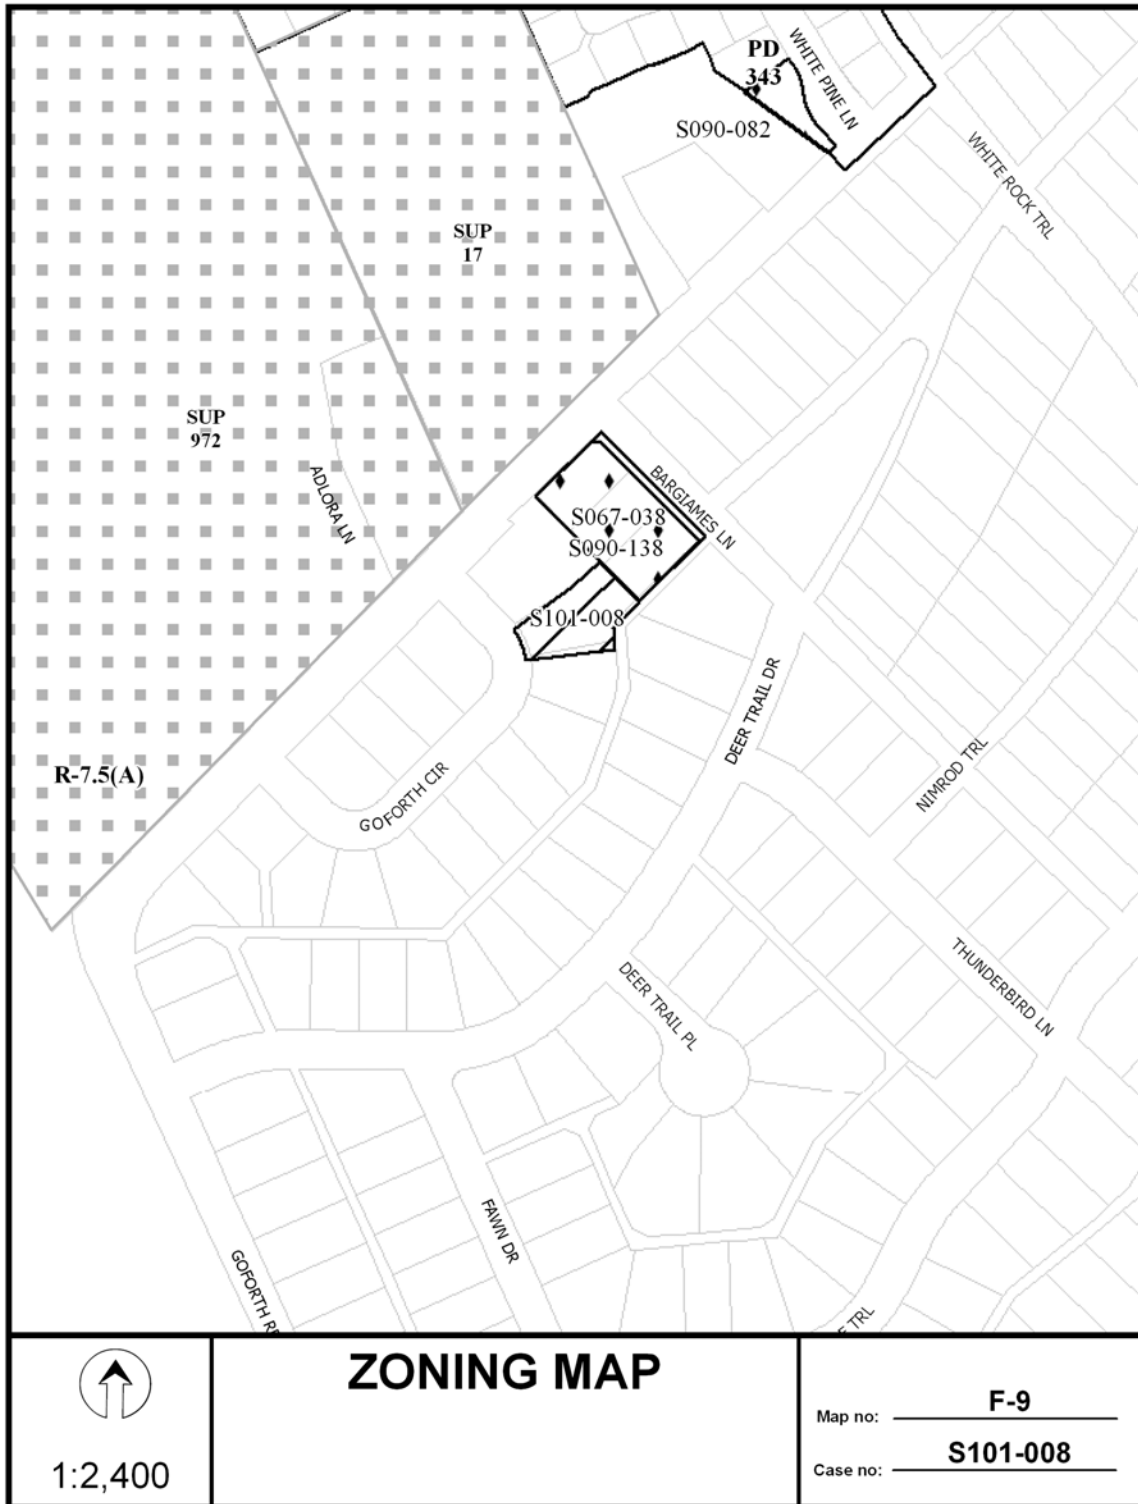 PD
343
WHITE PINE LN
S090-082
WHITE ROCK TRL
SUP
17
SUP
972
ADLORA LN
BARGIAMES LN
S067-038
S090-138
S101-008
DEER TRAIL DR
R-7.5(A)
NIMROD TRL
GOFORTH CIR
THUNDERBIRD LN
DEER TRAIL PL
FAWN DR
GOFORTH
TRL
ZONING MAP
1:2,400
Map no: F-9
Case no: S101-008